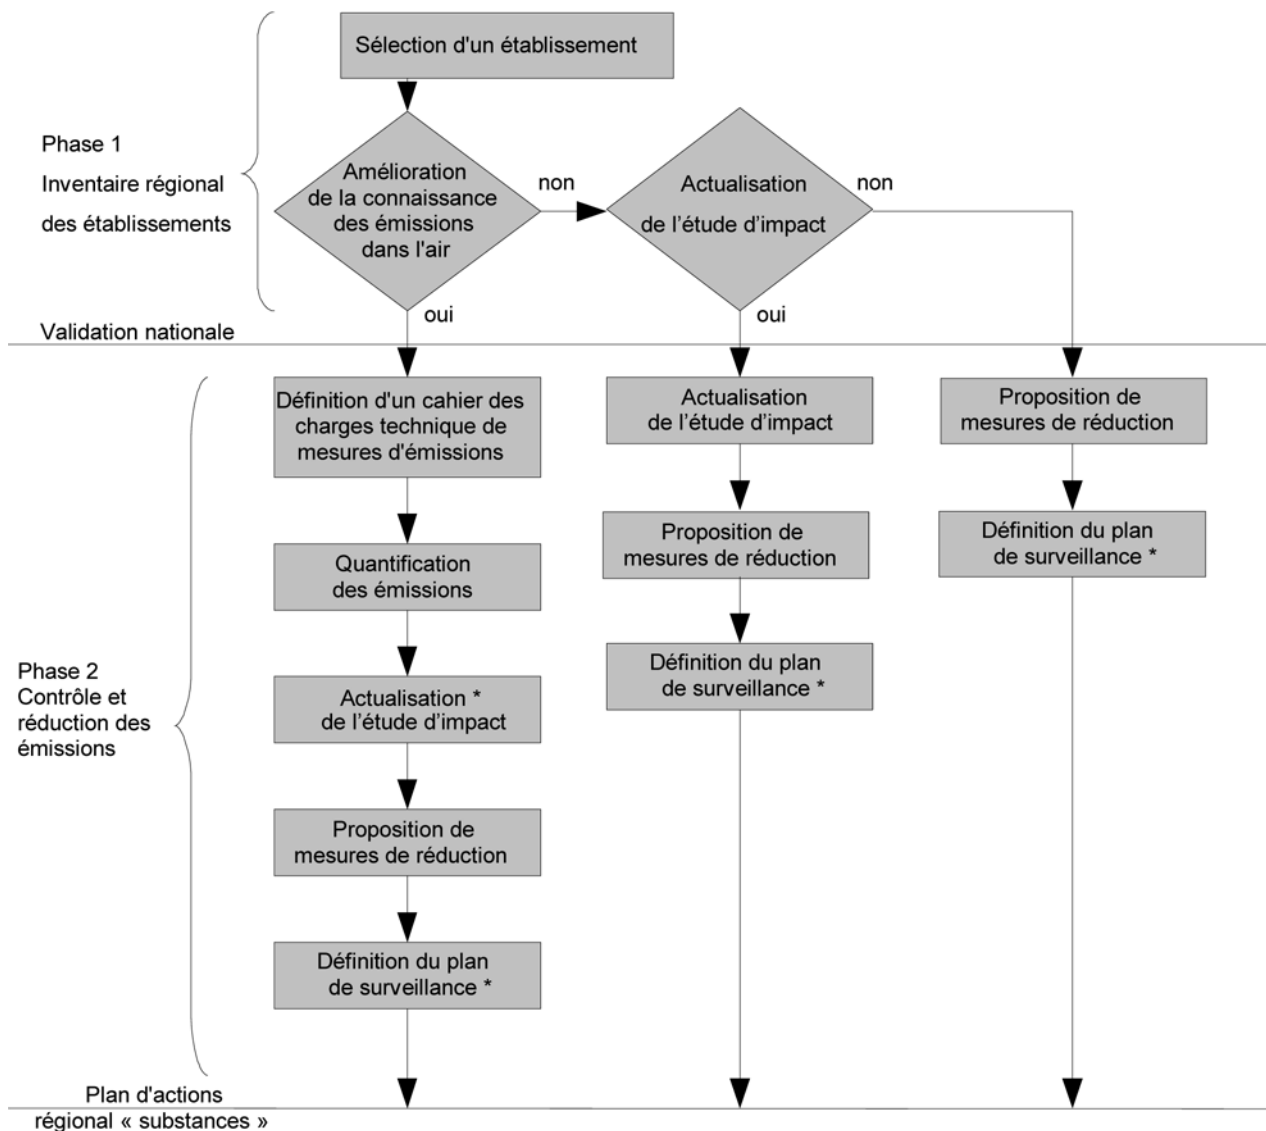 Sélection d'un établissement
Phase 1
Inventaire régional
des établissements
Amélioration
de la connaissance
des émissions
dans l'air
non
Actualisation
de l'étude d'impact
non
oui
oui
Validation nationale
Définition d'un cahier des
charges technique de
mesures d'émissions
Actualisation
de l'étude d'impact
Proposition de
mesures de réduction
Quantification
des émissions
Proposition de
mesures de réduction
Définition du plan
de surveillance *
Phase 2
Contrôle et
réduction des
émissions
Actualisation *
de l'étude d'impact
Définition du plan
de surveillance *
Proposition de
mesures de réduction
Définition du plan
de surveillance *
Plan d'actions
régional « substances »